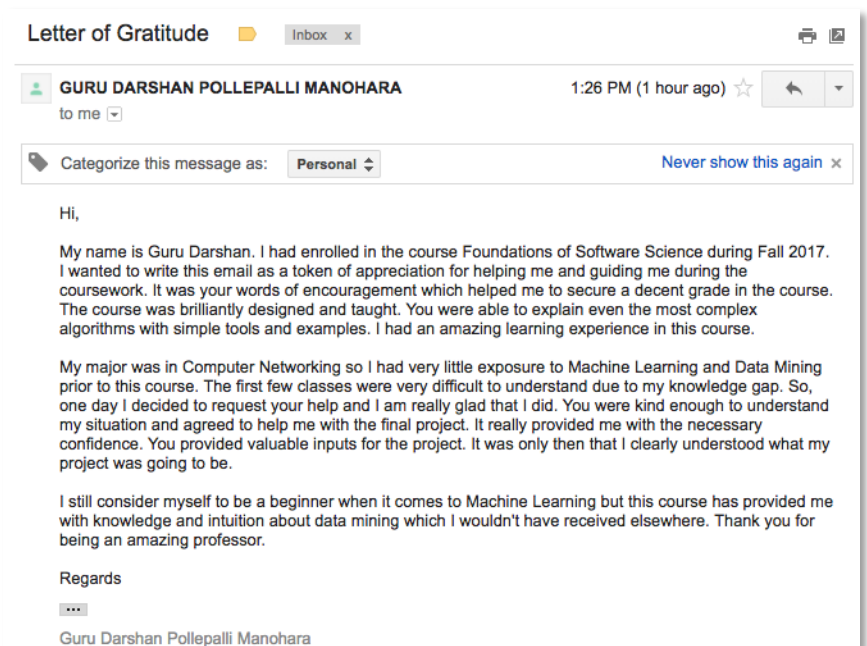 Letter of Gratitude
Inbox x
GURU DARSHAN POLLEPALLI MANOHARA
1:26 PM (1 hour ago)
to me
Categorize this message as: Personal
Never show this again ×
Hi,
My name is Guru Darshan. I had enrolled in the course Foundations of Software Science during Fall 2017.
I wanted to write this email as a token of appreciation for helping me and guiding me during the
coursework. It was your words of encouragement which helped me to secure a decent grade in the course.
The course was brilliantly designed and taught. You were able to explain even the most complex
algorithms with simple tools and examples. I had an amazing learning experience in this course.
My major was in Computer Networking so I had very little exposure to Machine Learning and Data Mining
prior to this course. The first few classes were very difficult to understand due to my knowledge gap. So,
one day I decided to request your help and I am really glad that I did. You were kind enough to understand
my situation and agreed to help me with the final project. It really provided me with the necessary
confidence. You provided valuable inputs for the project. It was only then that I clearly understood what my
project was going to be.
I still consider myself to be a beginner when it comes to Machine Learning but this course has provided me
with knowledge and intuition about data mining which I wouldn't have received elsewhere. Thank you for
being an amazing professor.
Regards
...
Guru Darshan Pollepalli Manohara